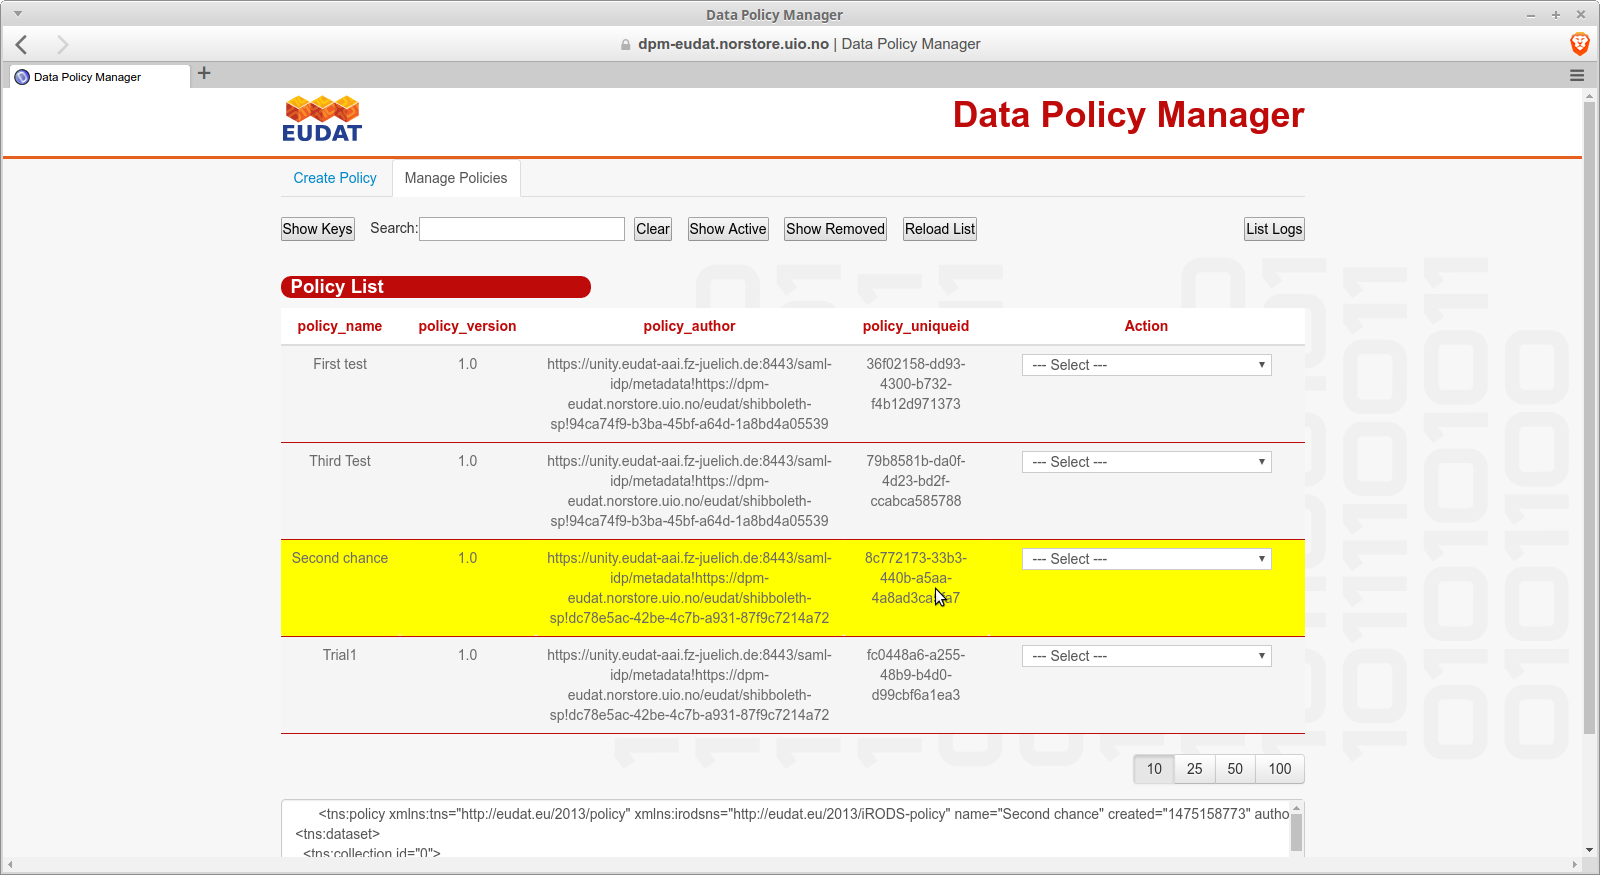 Data Policy Manager
dpm-eudat.norstore.uio.no | Data Policy Manager
Data Policy Manager
EUDAT
Data Policy Manager
Create Policy
Manage Policies
Show Keys
Search:
Clear
Show Active
Show Removed
Reload List
List Logs
Policy List
policy_name policy_version policy_author policy_uniqueid Action
First test 1.0 https://unity.eudat-aai.fz-juelich.de:8443/saml- 36f02158-dd93- --- Select ---
idp/metadata!https://dpm- 4300-b732-
eudat.norstore.uio.no/eudat/shibboleth- f4b12d971373
sp!94ca74f9-b3ba-45bf-a64d-1a8bd4a05539
Third Test 1.0 https://unity.eudat-aai.fz-juelich.de:8443/saml- 79b8581b-da0f- --- Select ---
idp/metadata!https://dpm- 4d23-bd2f-
eudat.norstore.uio.no/eudat/shibboleth- ccabca585788
sp!94ca74f9-b3ba-45bf-a64d-1a8bd4a05539
Second chance 1.0 https://unity.eudat-aai.fz-juelich.de:8443/saml- 8c772173-33b3- --- Select ---
idp/metadata!https://dpm- 440b-a5aa-
eudat.norstore.uio.no/eudat/shibboleth-
sp!dc78e5ac-42be-4c7b-a931-87f9c7214a72
Trial1 1.0 https://unity.eudat-aai.fz-juelich.de:8443/saml- fc0448a6-a255- --- Select ---
idp/metadata!https://dpm- 48b9-b4d0-
eudat.norstore.uio.no/eudat/shibboleth- d99cbf6a1ea3
sp!dc78e5ac-42be-4c7b-a931-87f9c7214a72
10 25 50 100
<tns:policy xmlns:tns="http://eudat.eu/2013/policy" xmlns:irodsns="http://eudat.eu/2013/iRODS-policy" name="Second chance" created="1475158773" autho
<tns:dataset>
<tns:collection id="0">